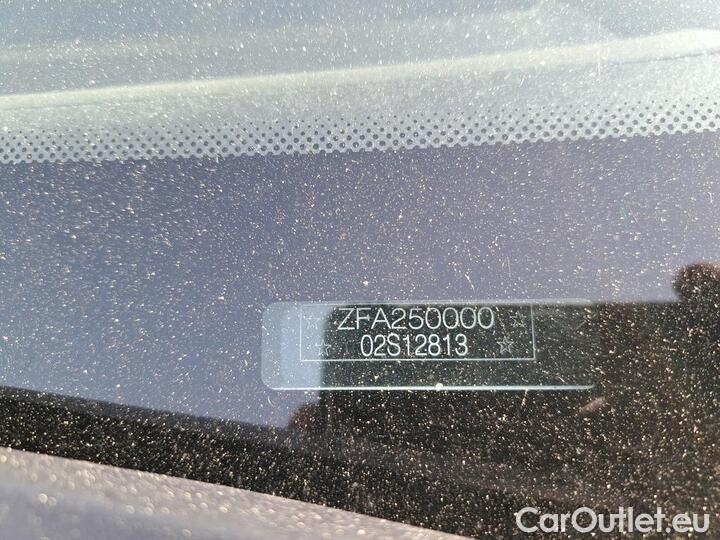 ☆ ZFA250000 ☆
☆ 02S12813 ☆
CarOutlet.eu